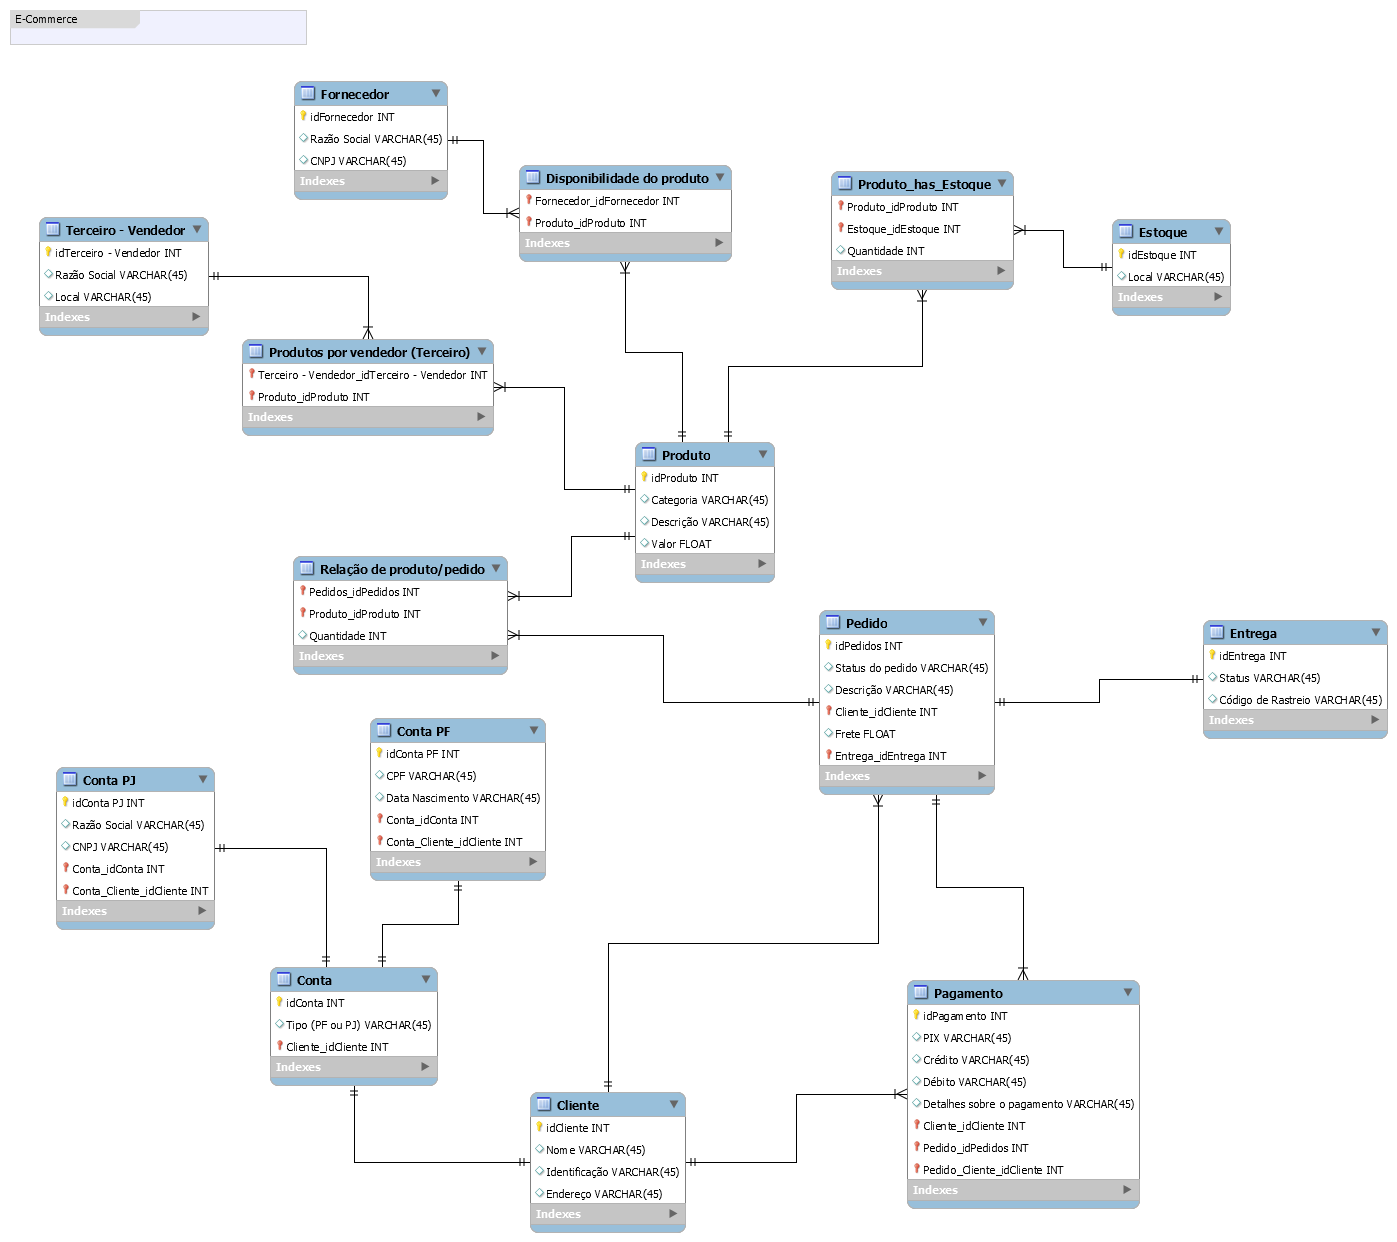 E-Commerce
Fornecedor
idFornecedor INT
Razão Social VARCHAR(45)
CNPJ VARCHAR(45)
Indexes
Disponibilidade do produto
Fornecedor_idFornecedor INT
Produto_idProduto INT
Indexes
Produto_has_Estoque
Produto_idProduto INT
Estoque_idEstoque INT
Quantidade INT
Indexes
Estoque
idEstoque INT
Local VARCHAR(45)
Indexes
Terceiro - Vendedor
idTerceiro - Vendedor INT
Razão Social VARCHAR(45)
Local VARCHAR(45)
Indexes
Produtos por vendedor (Terceiro)
Terceiro - Vendedor_idTerceiro - Vendedor INT
Produto_idProduto INT
Indexes
Produto
idProduto INT
Categoria VARCHAR(45)
Descrição VARCHAR(45)
Valor FLOAT
Indexes
Relação de produto/pedido
Pedidos_idPedidos INT
Produto_idProduto INT
Quantidade INT
Indexes
Pedido
idPedidos INT
Status do pedido VARCHAR(45)
Descrição VARCHAR(45)
Cliente_idCliente INT
Frete FLOAT
Entrega_idEntrega INT
Indexes
Entrega
idEntrega INT
Status VARCHAR(45)
Código de Rastreio VARCHAR(45)
Indexes
Conta PF
idConta PF INT
CPF VARCHAR(45)
Data Nascimento VARCHAR(45)
Conta_idConta INT
Conta_Cliente_idCliente INT
Indexes
Conta PJ
idConta PJ INT
Razão Social VARCHAR(45)
CNPJ VARCHAR(45)
Conta_idConta INT
Conta_Cliente_idCliente INT
Indexes
Conta
idConta INT
Tipo (PF ou PJ) VARCHAR(45)
Cliente_idCliente INT
Indexes
Cliente
idCliente INT
Nome VARCHAR(45)
Identificação VARCHAR(45)
Endereço VARCHAR(45)
Indexes
Pagamento
idPagamento INT
PIX VARCHAR(45)
Crédito VARCHAR(45)
Débito VARCHAR(45)
Detalhes sobre o pagamento VARCHAR(45)
Cliente_idCliente INT
Pedido_idPedidos INT
Pedido_Cliente_idCliente INT
Indexes